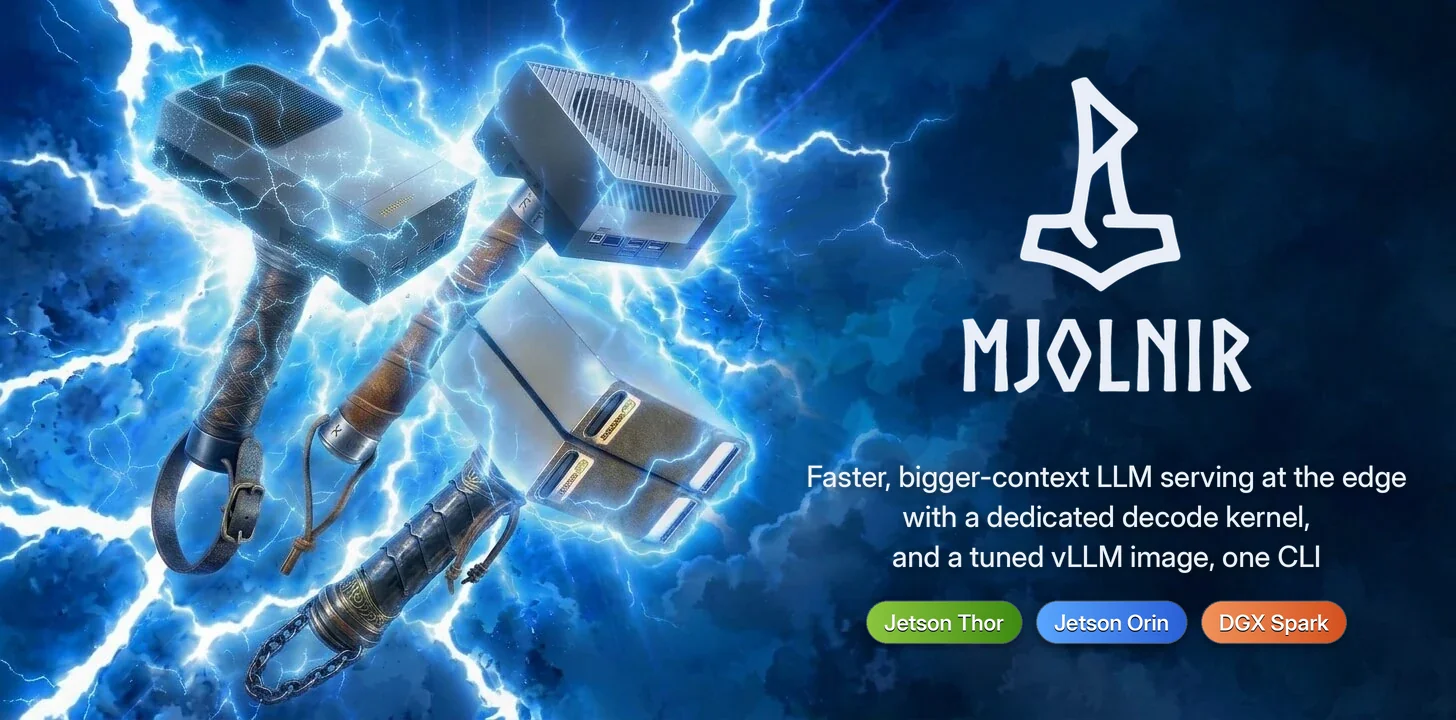 MJOLNIR
Faster, bigger-context LLM serving at the edge
with a dedicated decode kernel,
and a tuned vLLM image, one CLI
Jetson Thor
Jetson Orin
DGX Spark